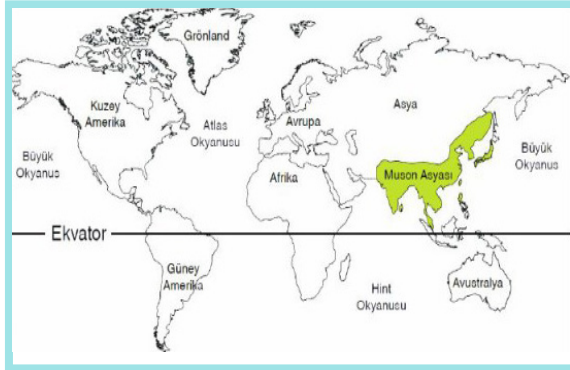 Grönland
Kuzey
Amerika
Atlas
Okyanusu
Avrupa
Asya
Büyük
Okyanus
Büyük
Okyanus
Afrika
Muson Asyası
Ekvator
Güney
Amerika
Hint
Okyanusu
Avustralya